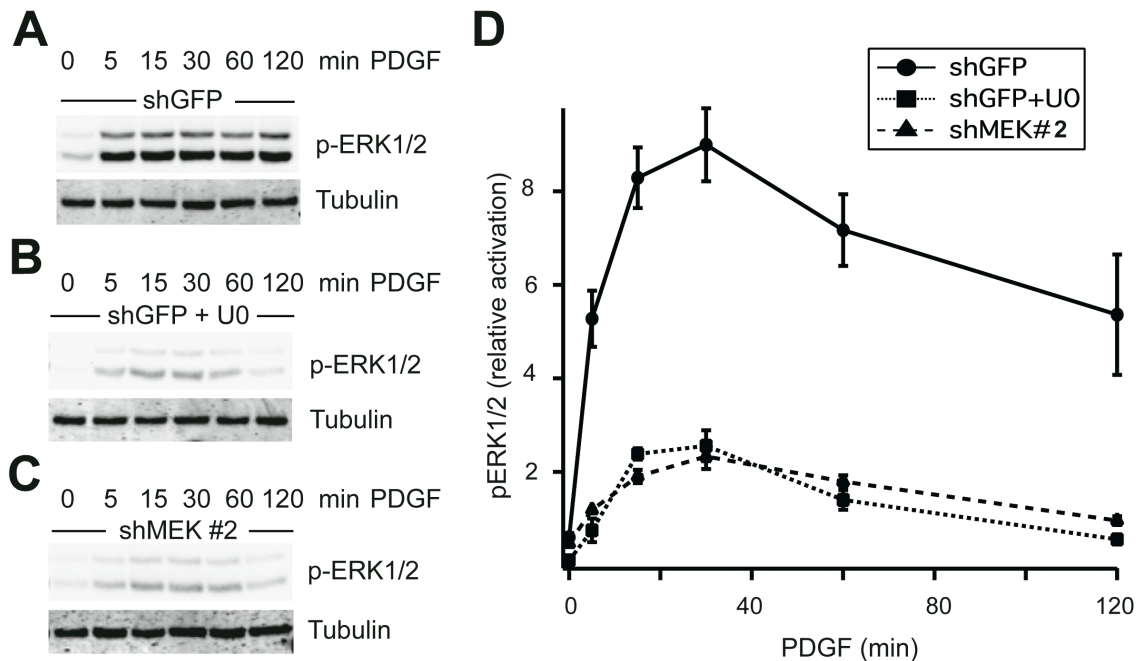 A
0 5 15 30 60 120 min PDGF
shGFP
p-ERK1/2
Tubulin
B
0 5 15 30 60 120 min PDGF
shGFP + U0
p-ERK1/2
Tubulin
C
0 5 15 30 60 120 min PDGF
shMEK #2
p-ERK1/2
Tubulin
D
shGFP
shGFP+U0
shMEK#2
pERK1/2 (relative activation)
8
6
4
2
0 40 80 120
PDGF (min)